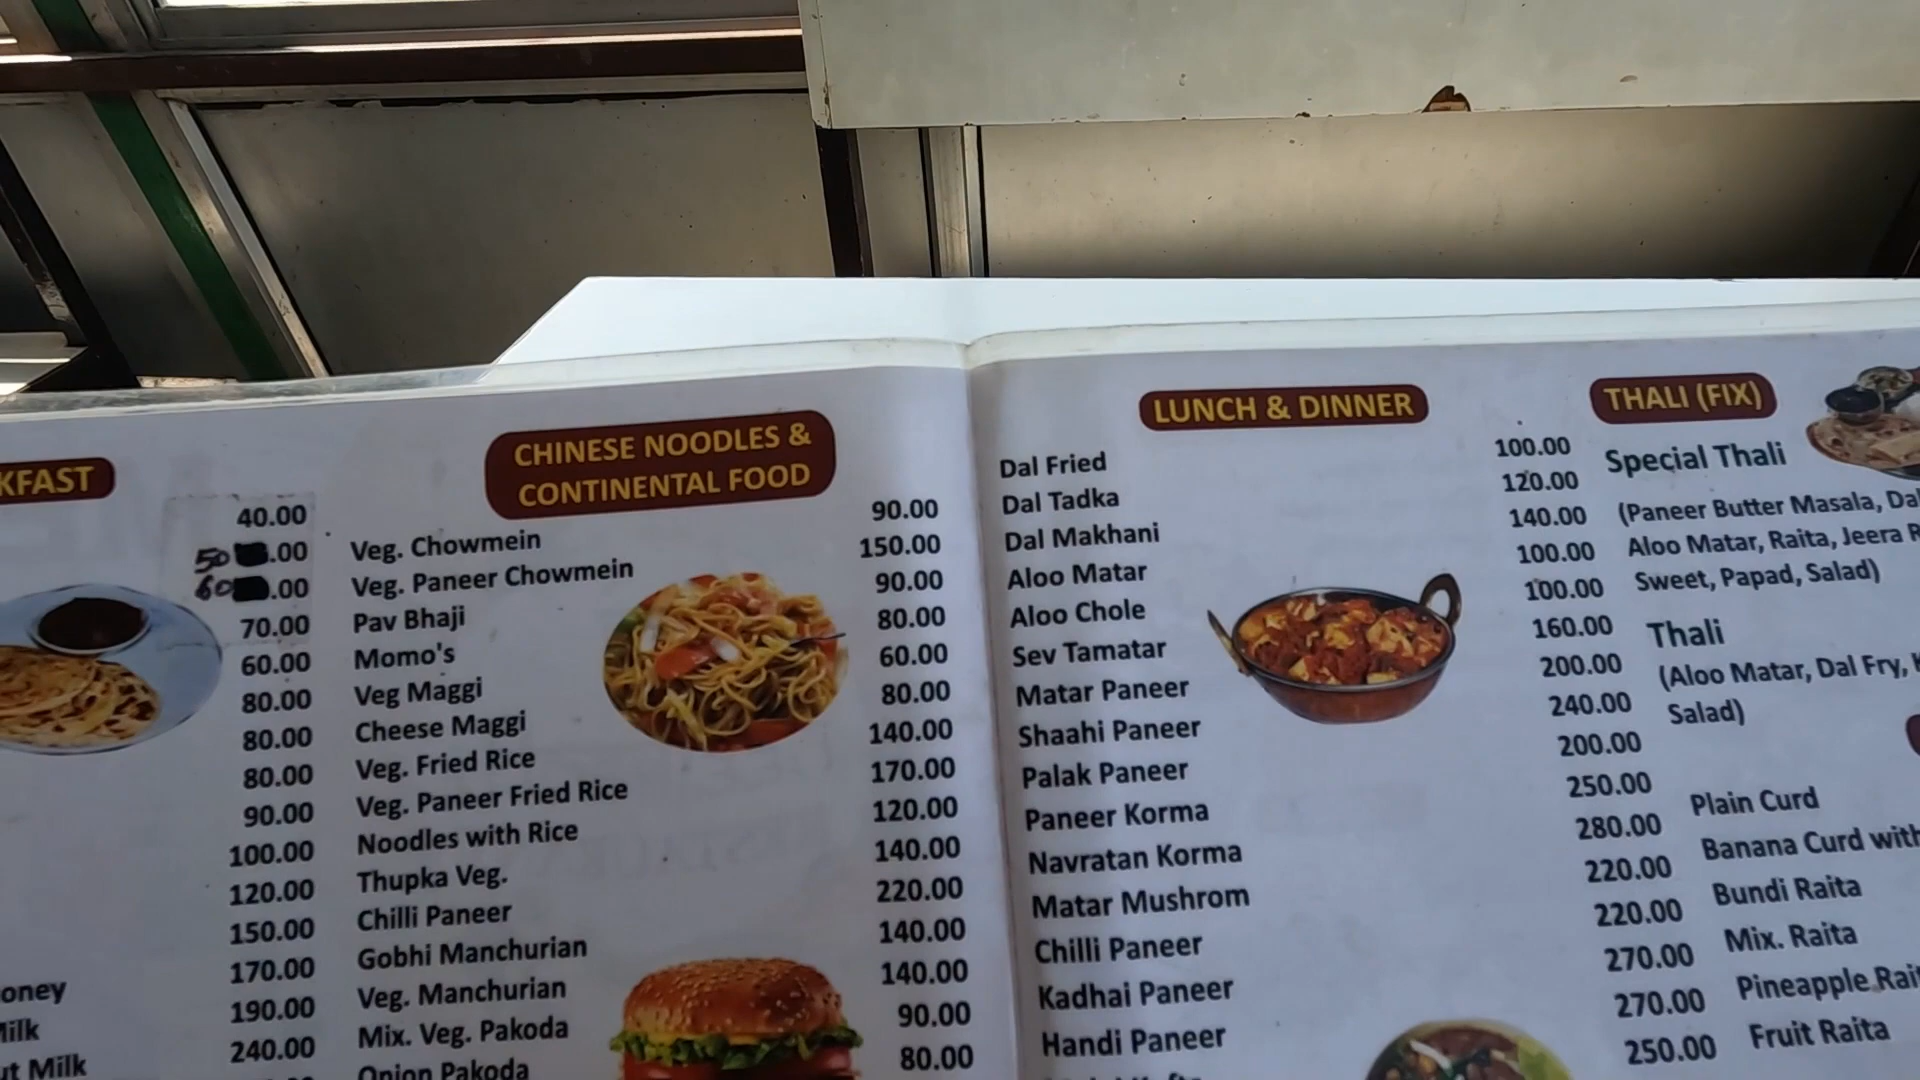 KFAST
40.00
50 .00
60 .00
70.00
60.00
80.00
80.00
80.00
90.00
100.00
120.00
150.00
170.00
190.00
240.00
oney
Milk
ut Milk
CHINESE NOODLES &
CONTINENTAL FOOD
Veg. Chowmein 90.00
Veg. Paneer Chowmein 150.00
Pav Bhaji 90.00
Momo's 80.00
Veg Maggi 60.00
Cheese Maggi 80.00
Veg. Fried Rice 140.00
Veg. Paneer Fried Rice 170.00
Noodles with Rice 120.00
Thupka Veg. 140.00
Chilli Paneer 220.00
Gobhi Manchurian 140.00
Veg. Manchurian 140.00
Mix. Veg. Pakoda 90.00
Onion Pakoda 80.00
LUNCH & DINNER
Dal Fried 100.00
Dal Tadka 120.00
Dal Makhani 140.00
Aloo Matar 100.00
Aloo Chole 100.00
Sev Tamatar 160.00
Matar Paneer 200.00
Shaahi Paneer 240.00
Palak Paneer 200.00
Paneer Korma 250.00
Navratan Korma 280.00
Matar Mushrom 220.00
Chilli Paneer 220.00
Kadhai Paneer 270.00
Handi Paneer 270.00
250.00
THALI (FIX)
Special Thali
(Paneer Butter Masala, Dal
Aloo Matar, Raita, Jeera R
Sweet, Papad, Salad)
Thali
(Aloo Matar, Dal Fry,
Salad)
Plain Curd
Banana Curd with
Bundi Raita
Mix. Raita
Pineapple Rait
Fruit Raita